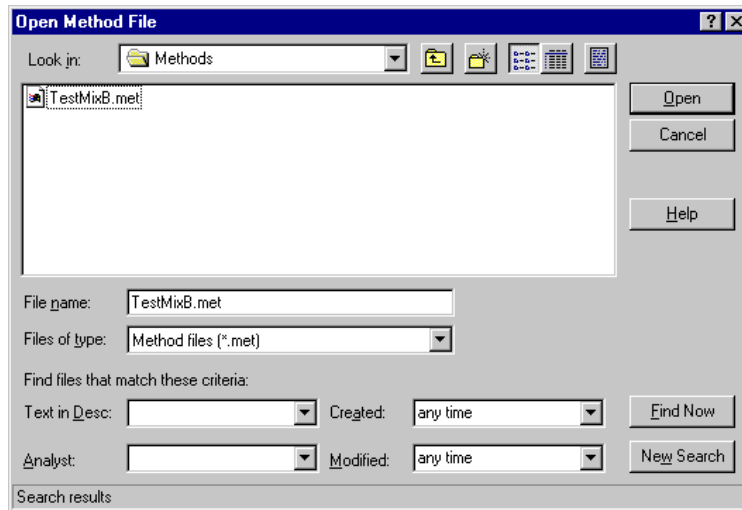 Open Method File
Look in: Methods
TestMixB.met
Open
Cancel
Help
File name: TestMixB.met
Files of type: Method files (*.met)
Find files that match these criteria:
Text in Desc: Created: any time Find Now
Analyst: Modified: any time New Search
Search results